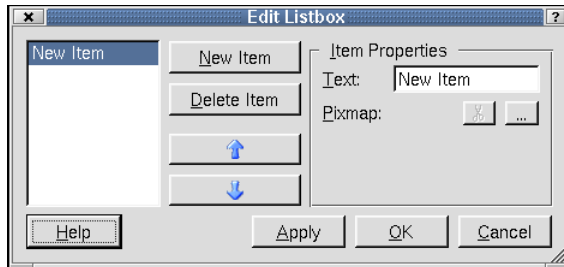 Edit Listbox
?
New Item
New Item
Delete Item
Item Properties
Text: New Item
Pixmap: ...
Help
Apply
OK
Cancel